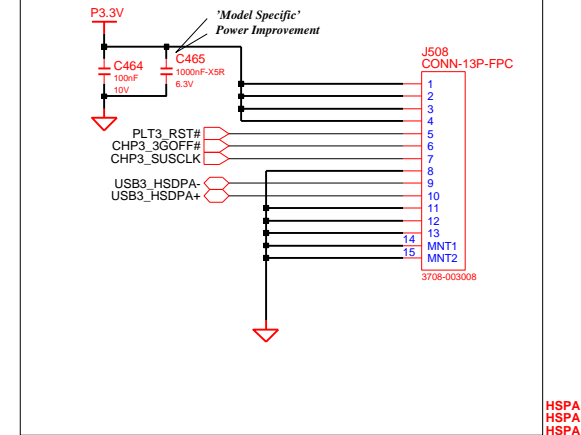 P3.3V
'Model Specific'
Power Improvement
C464
100nF
10V
C465
1000nF-X5R
6.3V
J508
CONN-13P-FPC
1
2
3
4
PLT3_RST# 5
CHP3_3GOFF# 6
CHP3_SUSCLK 7
8
USB3_HSDPA- 9
USB3_HSDPA+ 10
11
12
13
14 MNT1
15 MNT2
3708-003008
HSPA
HSPA
HSPA